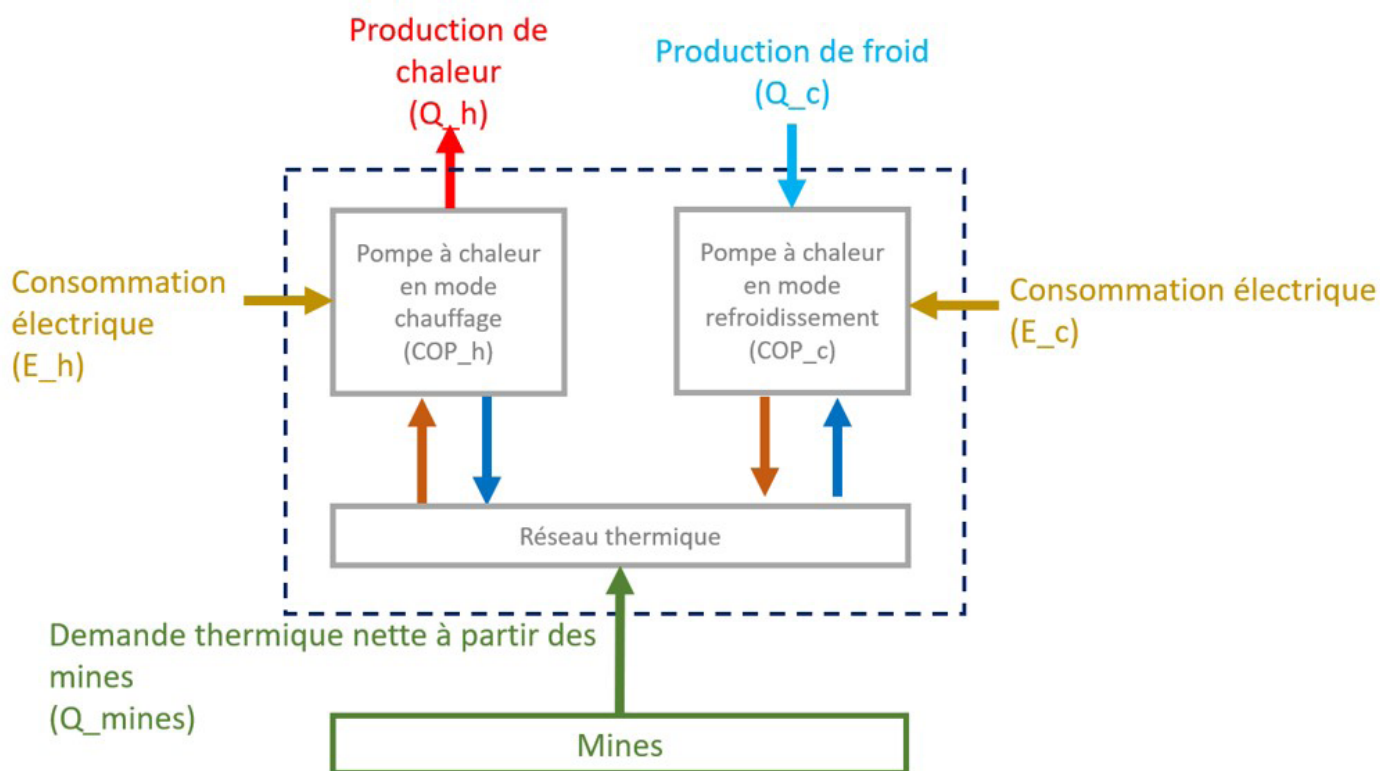 Production de
chaleur
(Q_h)
Production de froid
(Q_c)
Consommation
électrique
(E_h)
Pompe à chaleur
en mode
chauffage
(COP_h)
Pompe à chaleur
en mode
refroidissement
(COP_c)
Consommation électrique
(E_c)
Réseau thermique
Demande thermique nette à partir des
mines
(Q_mines)
Mines